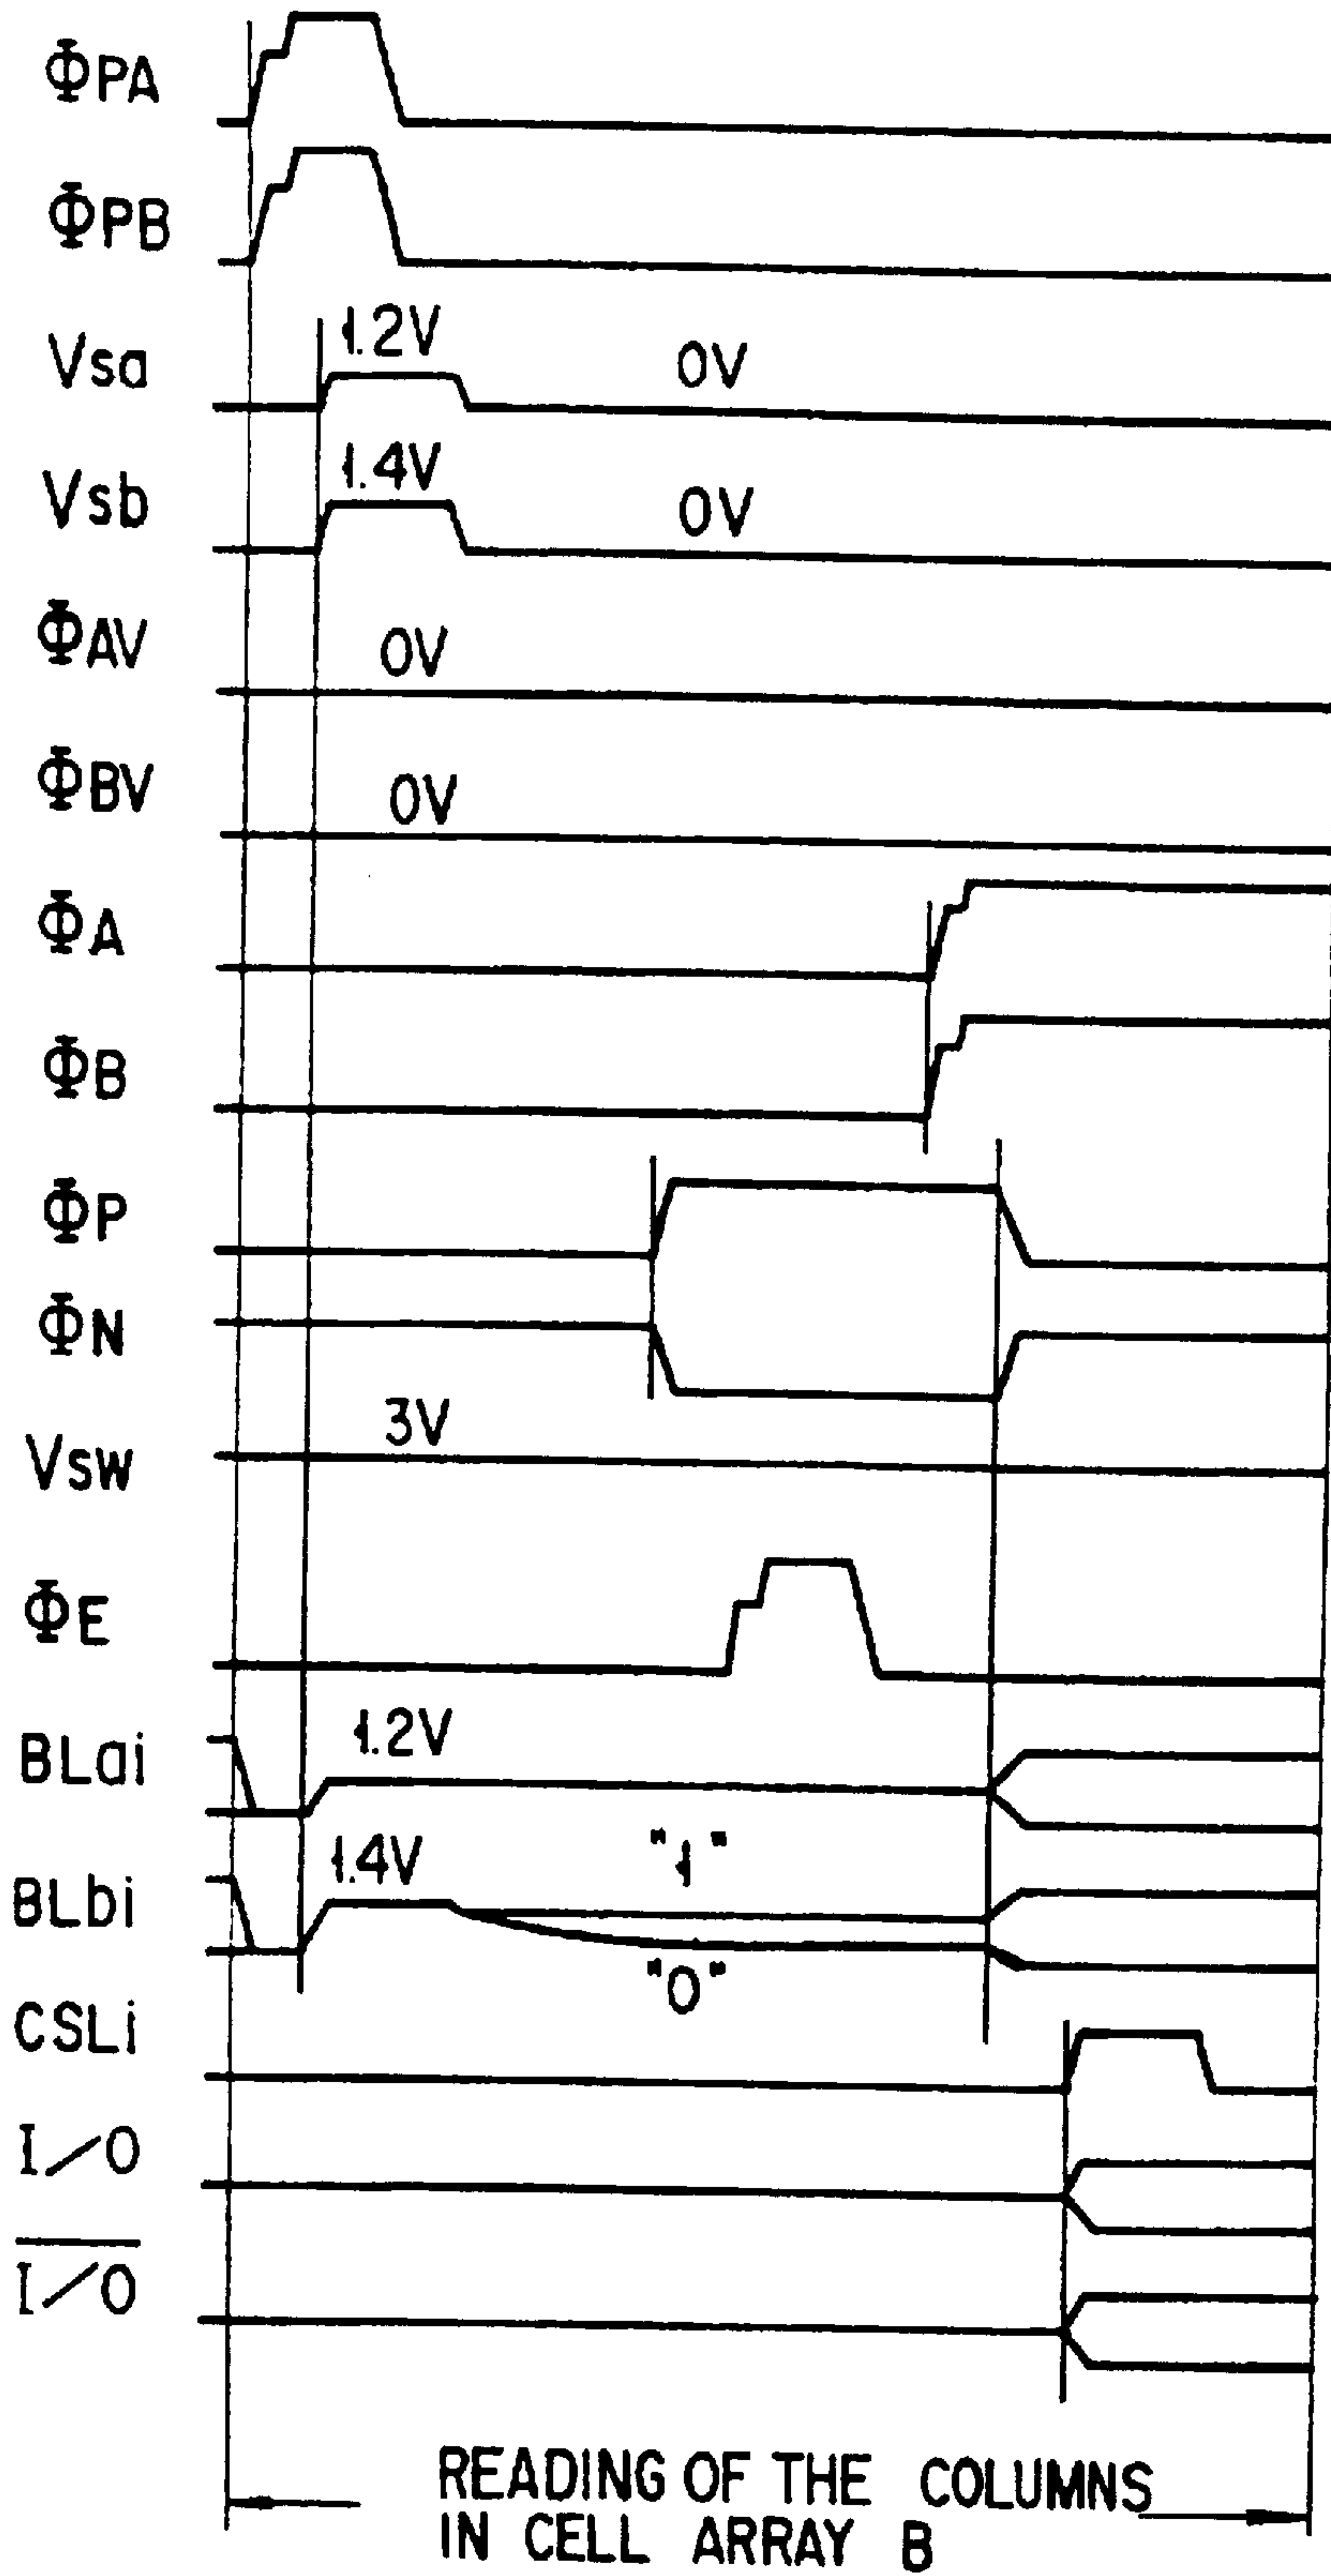 ΦPA
ΦPB
Vsa 1.2V 0V
Vsb 1.4V 0V
ΦAV 0V
ΦBV 0V
ΦA
ΦB
ΦP
ΦN
VSW 3V
ΦE
BLai 1.2V
BLbi 1.4V "1"
"0"
CSLi
I/O
I/O
READING OF THE COLUMNS
IN CELL ARRAY B